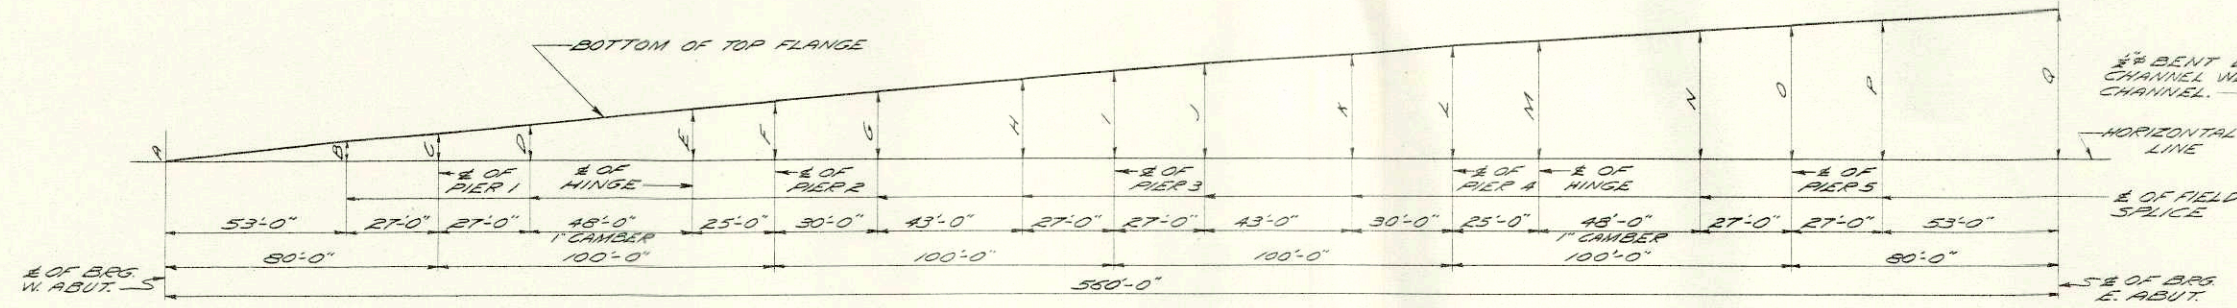 BOTTOM OF TOP FLANGE
BENT
CHANNEL
CHANNEL.
HORIZONTAL
LINE
A
B
C
D
E
F
G
H
I
J
K
L
M
N
O
P
Q
℄ OF
PIER 1
℄ OF
HINGE
℄ OF
PIER 2
℄ OF
PIER 3
℄ OF
PIER 4
℄ OF
HINGE
℄ OF
PIER 5
℄ OF FIELD
SPLICE
53'-0" 27'-0" 27'-0" 48'-0" 25'-0" 30'-0" 43'-0" 27'-0" 27'-0" 43'-0" 30'-0" 25'-0" 48'-0" 27'-0" 27'-0" 53'-0"
1" CAMBER 1" CAMBER
80'-0" 100'-0" 100'-0" 100'-0" 100'-0" 80'-0"
560'-0"
℄ OF BRG.
W. ABUT.
℄ OF BRG.
E. ABUT.